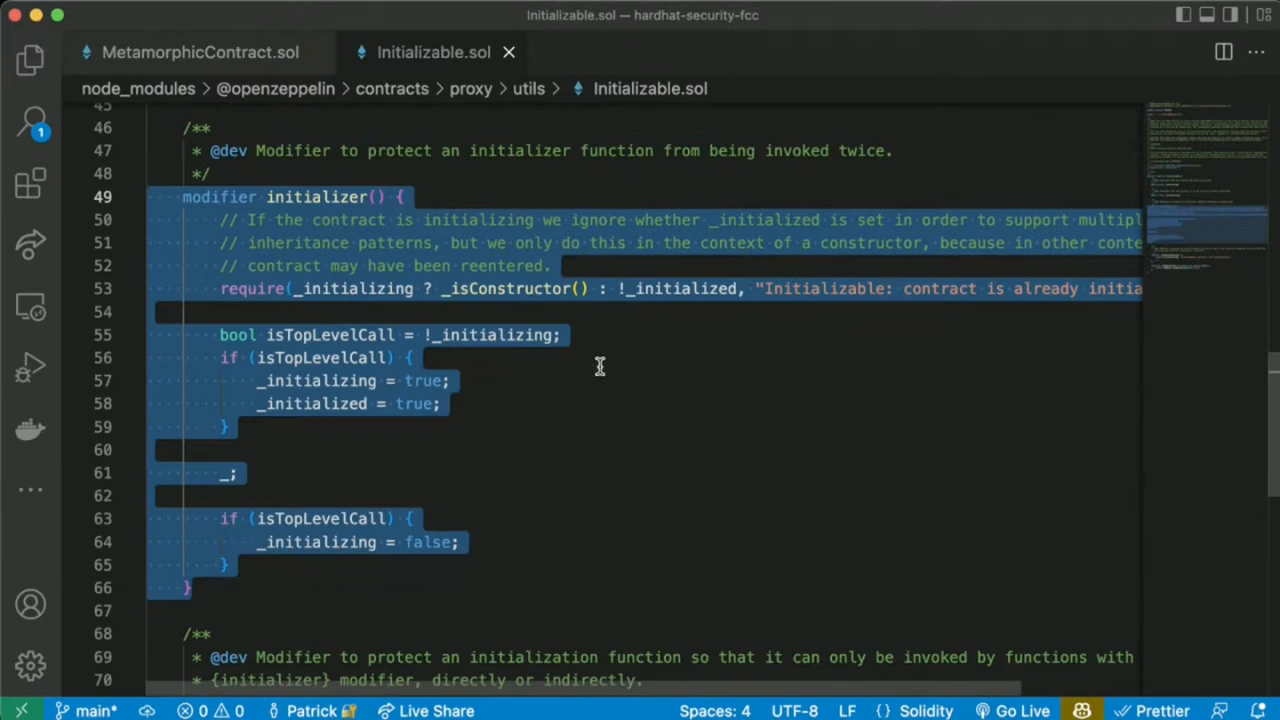 Initializable.sol — hardhat-security-fcc
MetamorphicContract.sol
Initializable.sol
node_modules > @openzeppelin > contracts > proxy > utils > Initializable.sol
45
46 /**
47 * @dev Modifier to protect an initializer function from being invoked twice.
48 */
49 modifier initializer() {
50 // If the contract is initializing we ignore whether _initialized is set in order to support multipl
51 // inheritance patterns, but we only do this in the context of a constructor, because in other conte
52 // contract may have been reentered.
53 require(_initializing ? _isConstructor() : !_initialized, "Initializable: contract is already initia
54
55 bool isTopLevelCall = !_initializing;
56 if (isTopLevelCall) {
57 _initializing = true;
58 _initialized = true;
59 }
60
61 _;
62
63 if (isTopLevelCall) {
64 _initializing = false;
65 }
66 }
67
68 /**
69 * @dev Modifier to protect an initialization function so that it can only be invoked by functions with
70 * {initializer} modifier, directly or indirectly.
1
main* 0 0 Patrick Live Share Spaces: 4 UTF-8 LF {} Solidity Go Live Prettier